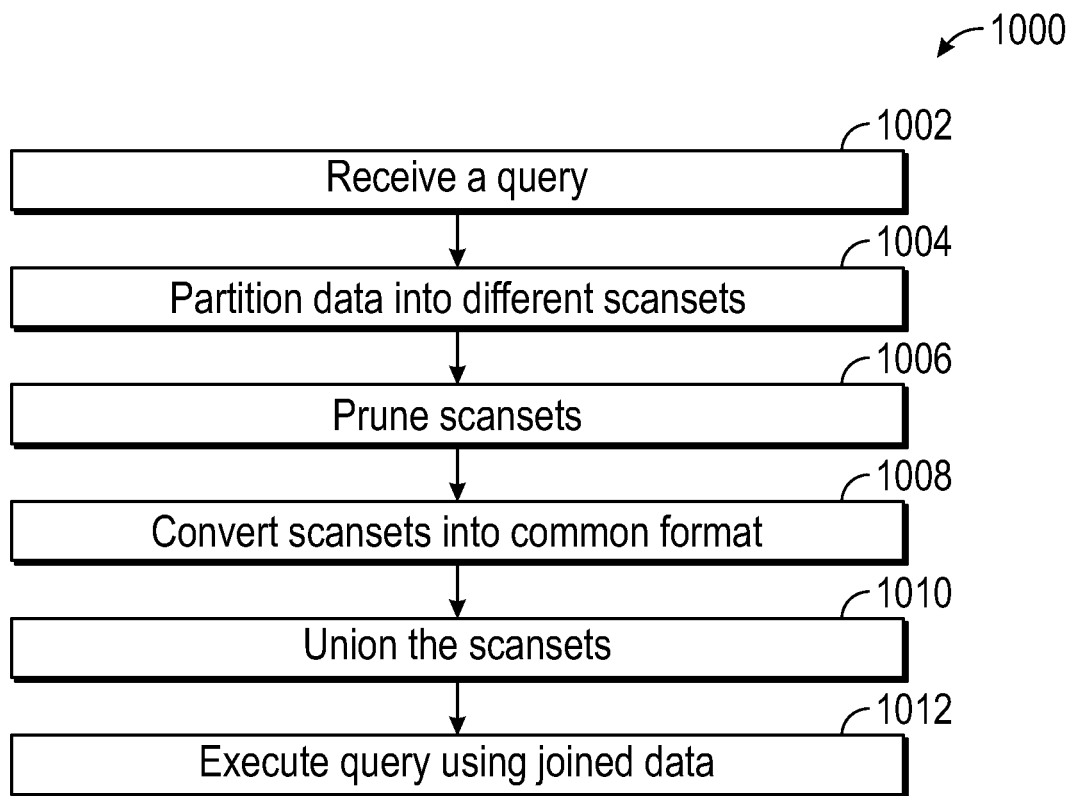 1000
1002
Receive a query
1004
Partition data into different scansets
1006
Prune scansets
1008
Convert scansets into common format
1010
Union the scansets
1012
Execute query using joined data